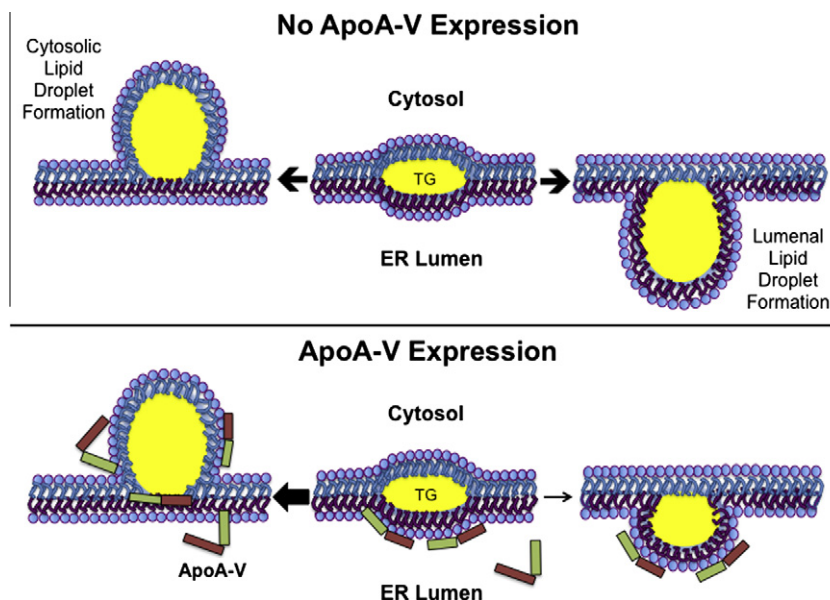 No ApoA-V Expression
Cytosolic
Lipid
Droplet
Formation
Cytosol
TG
ER Lumen
Lumenal
Lipid
Droplet
Formation
ApoA-V Expression
Cytosol
TG
ApoA-V
ER Lumen